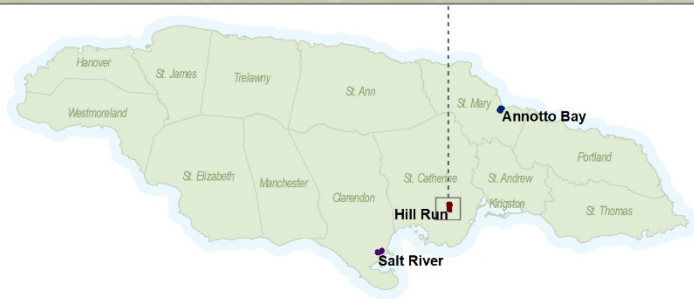 Hanover
St. James
Trelawny
St. Ann
St. Mary
Annotto Bay
Westmoreland
Portland
St. Elizabeth
Manchester
Clarendon
St. Catherine
St. Andrew
Kingston
St. Thomas
Hill Run
Salt River